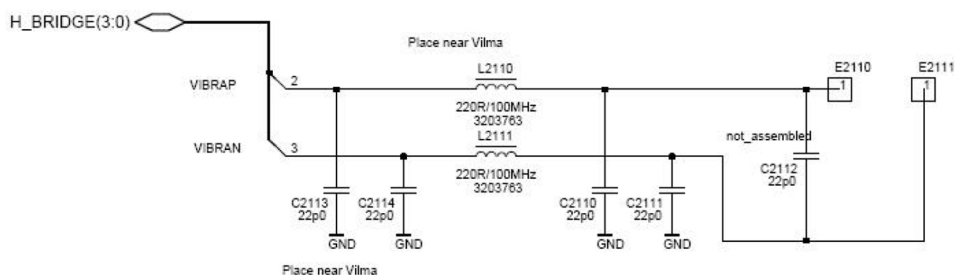 H_BRIDGE(3:0)
Place near Vilma
L2110
E2110
E2111
VIBRAP
2
1
1
220R/100MHz
3203763
L2111
not_assembled
VIBRAN
3
220R/100MHz
3203763
C2112
22p0
C2113
22p0
C2114
22p0
C2110
22p0
C2111
22p0
GND
GND
GND
GND
Place near Vilma